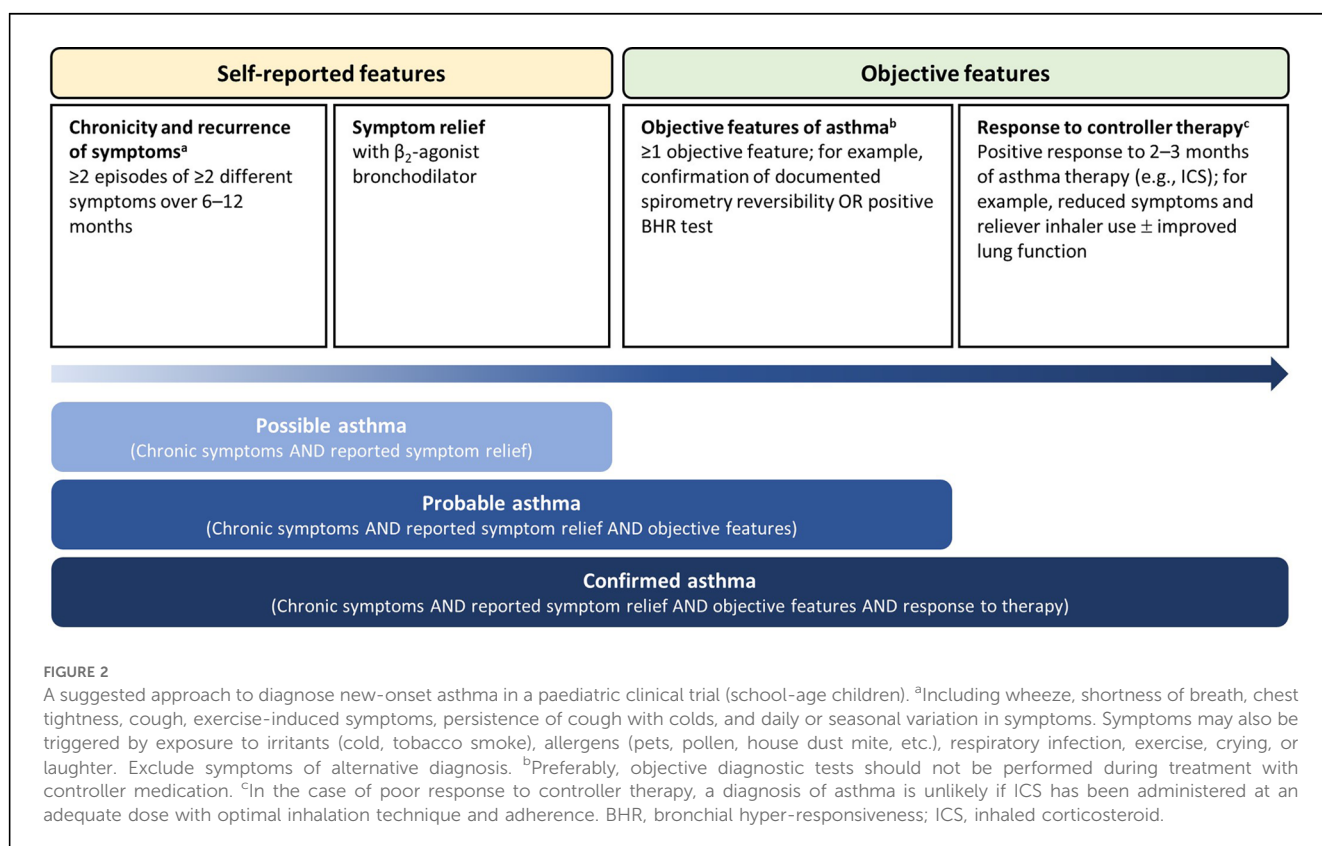 Self-reported features
Objective features
Chronicity and recurrence
of symptomsᵃ
≥2 episodes of ≥2 different
symptoms over 6–12
months
Symptom relief
with β₂-agonist
bronchodilator
Objective features of asthmaᵇ
≥1 objective feature; for example,
confirmation of documented
spirometry reversibility OR positive
BHR test
Response to controller therapyᶜ
Positive response to 2–3 months
of asthma therapy (e.g., ICS); for
example, reduced symptoms and
reliever inhaler use ± improved
lung function
Possible asthma
(Chronic symptoms AND reported symptom relief)
Probable asthma
(Chronic symptoms AND reported symptom relief AND objective features)
Confirmed asthma
(Chronic symptoms AND reported symptom relief AND objective features AND response to therapy)
FIGURE 2
A suggested approach to diagnose new-onset asthma in a paediatric clinical trial (school-age children). ᵃIncluding wheeze, shortness of breath, chest
tightness, cough, exercise-induced symptoms, persistence of cough with colds, and daily or seasonal variation in symptoms. Symptoms may also be
triggered by exposure to irritants (cold, tobacco smoke), allergens (pets, pollen, house dust mite, etc.), respiratory infection, exercise, crying, or
laughter. Exclude symptoms of alternative diagnosis. ᵇPreferably, objective diagnostic tests should not be performed during treatment with
controller medication. ᶜIn the case of poor response to controller therapy, a diagnosis of asthma is unlikely if ICS has been administered at an
adequate dose with optimal inhalation technique and adherence. BHR, bronchial hyper-responsiveness; ICS, inhaled corticosteroid.